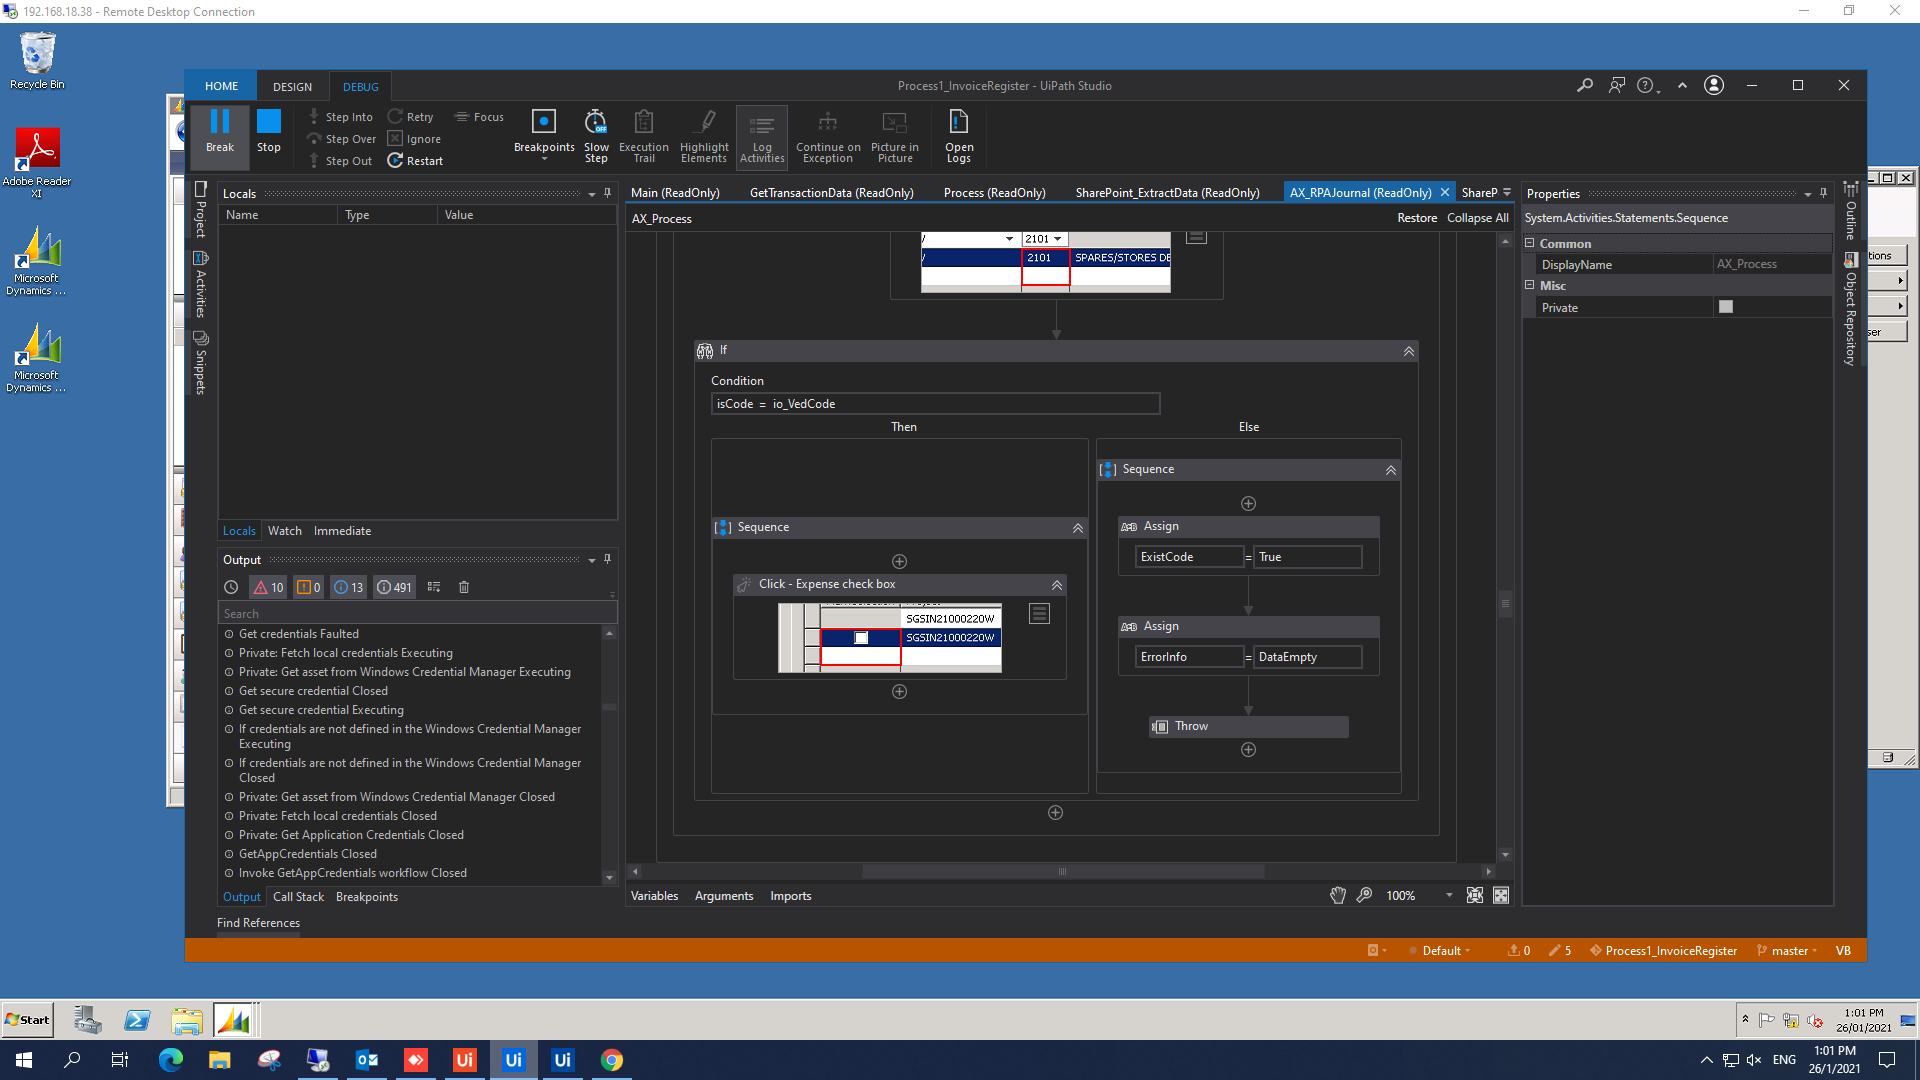 192.168.18.38 - Remote Desktop Connection
Recycle Bin
Adobe Reader
XI
Microsoft
Dynamics ...
Microsoft
Dynamics ...
HOME
DESIGN
DEBUG
Process1_InvoiceRegister - UiPath Studio
Break
Stop
Step Into
Step Over
Step Out
Retry
Ignore
Restart
Focus
Breakpoints
Slow
Step
Execution
Trail
Highlight
Elements
Log
Activities
Continue on
Exception
Picture in
Picture
Open
Logs
Project
Activities
Snippets
Locals
Name Type Value
Locals Watch Immediate
Output
10 0 13 491
Search
Get credentials Faulted
Private: Fetch local credentials Executing
Private: Get asset from Windows Credential Manager Executing
Get secure credential Closed
Get secure credential Executing
If credentials are not defined in the Windows Credential Manager
Executing
If credentials are not defined in the Windows Credential Manager
Closed
Private: Get asset from Windows Credential Manager Closed
Private: Fetch local credentials Closed
Private: Get Application Credentials Closed
GetAppCredentials Closed
Invoke GetAppCredentials workflow Closed
Output Call Stack Breakpoints
Find References
Main (ReadOnly) GetTransactionData (ReadOnly) Process (ReadOnly) SharePoint_ExtractData (ReadOnly) AX_RPAJournal (ReadOnly) ShareP
AX_Process
Restore Collapse All
/ 2101
/ 2101 SPARES/STORES DE
If
Condition
isCode = io_VedCode
Then
Else
Sequence
Click - Expense check box
SGSIN21000220W
SGSIN21000220W
Sequence
Assign
ExistCode = True
Assign
ErrorInfo = DataEmpty
Throw
Variables Arguments Imports
100%
Properties
System.Activities.Statements.Sequence
Common
DisplayName AX_Process
Misc
Private
Outline
Object Repository
tions
ser
Default
0
5
Process1_InvoiceRegister
master
VB
Start
1:01 PM
26/01/2021
ENG
1:01 PM
26/1/2021